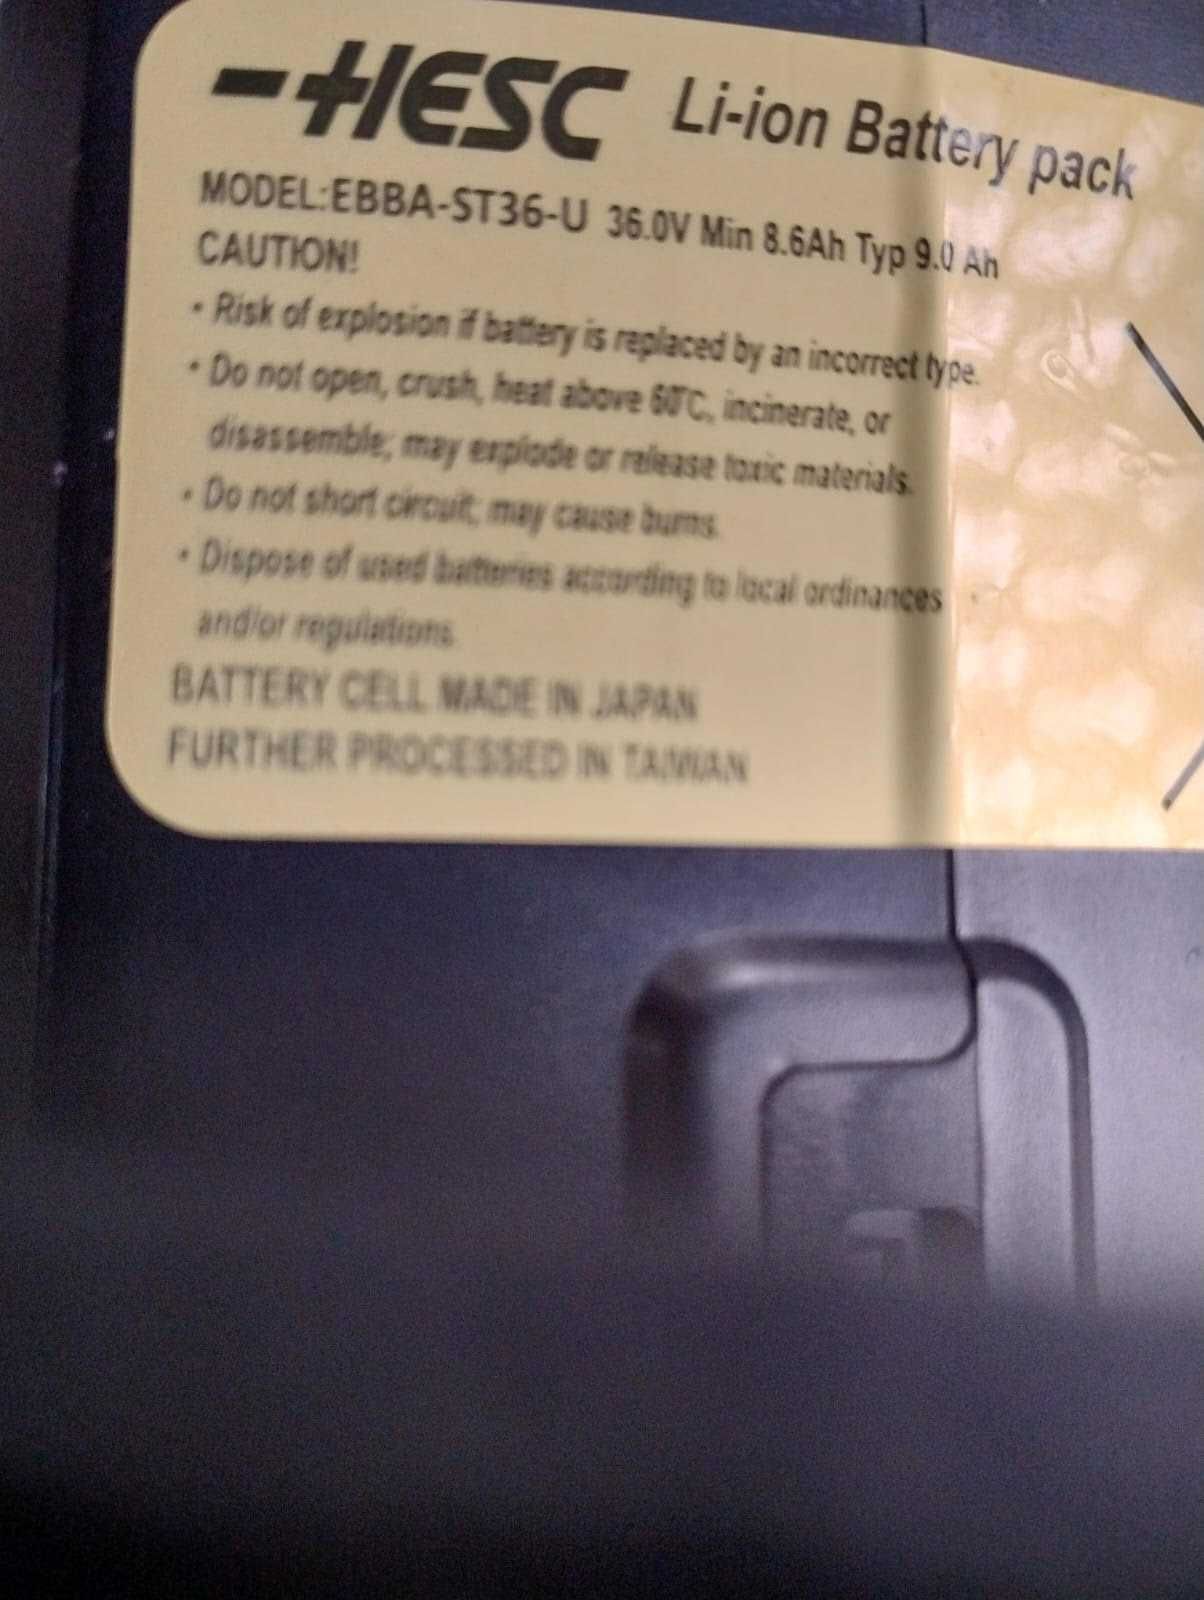 HESC Li-ion Battery pack
MODEL:EBBA-ST36-U 36.0V Min 8.6Ah Typ 9.0 Ah
CAUTION!
• Risk of explosion if battery is replaced by an incorrect type.
• Do not open, crush, heat above 60°C, incinerate, or
disassemble; may explode or release toxic materials.
• Do not short circuit; may cause burns.
• Dispose of used batteries according to local ordinances
and/or regulations.
BATTERY CELL MADE IN JAPAN
FURTHER PROCESSED IN TAIWAN